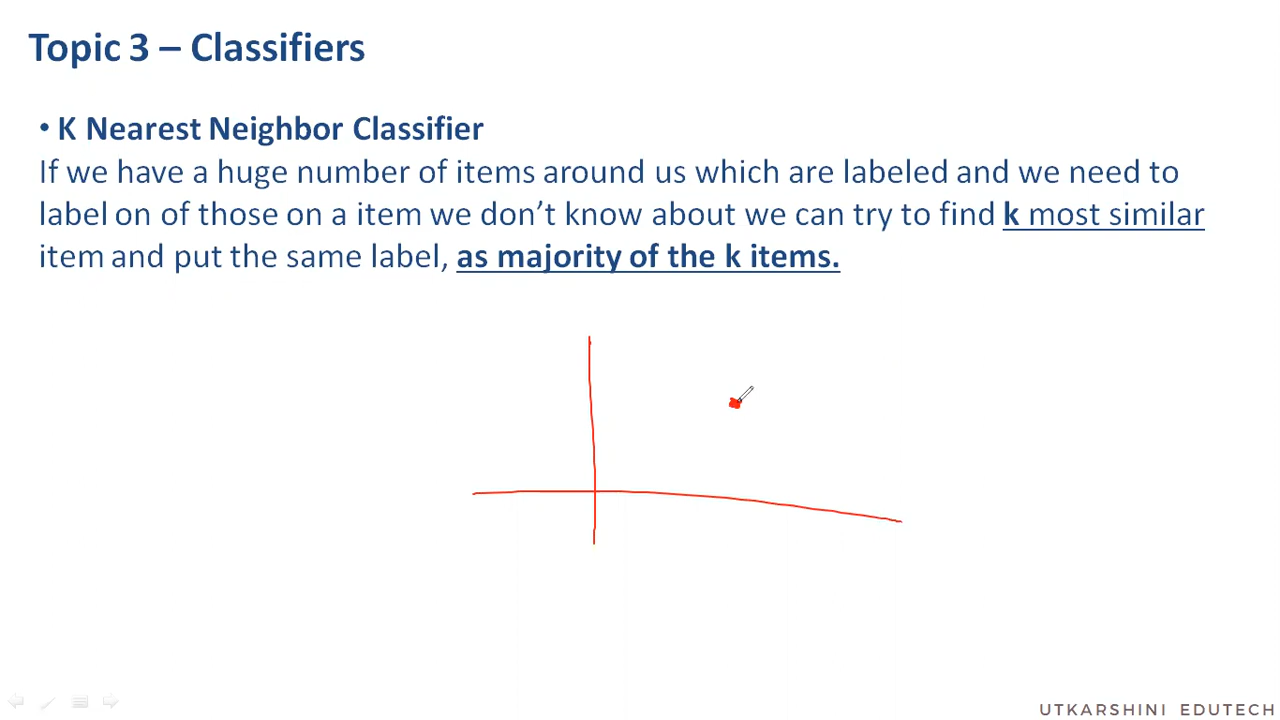 Topic 3 – Classifiers
• K Nearest Neighbor Classifier
If we have a huge number of items around us which are labeled and we need to
label on of those on a item we don’t know about we can try to find k most similar
item and put the same label, as majority of the k items.
UTKARSHINI EDUTECH